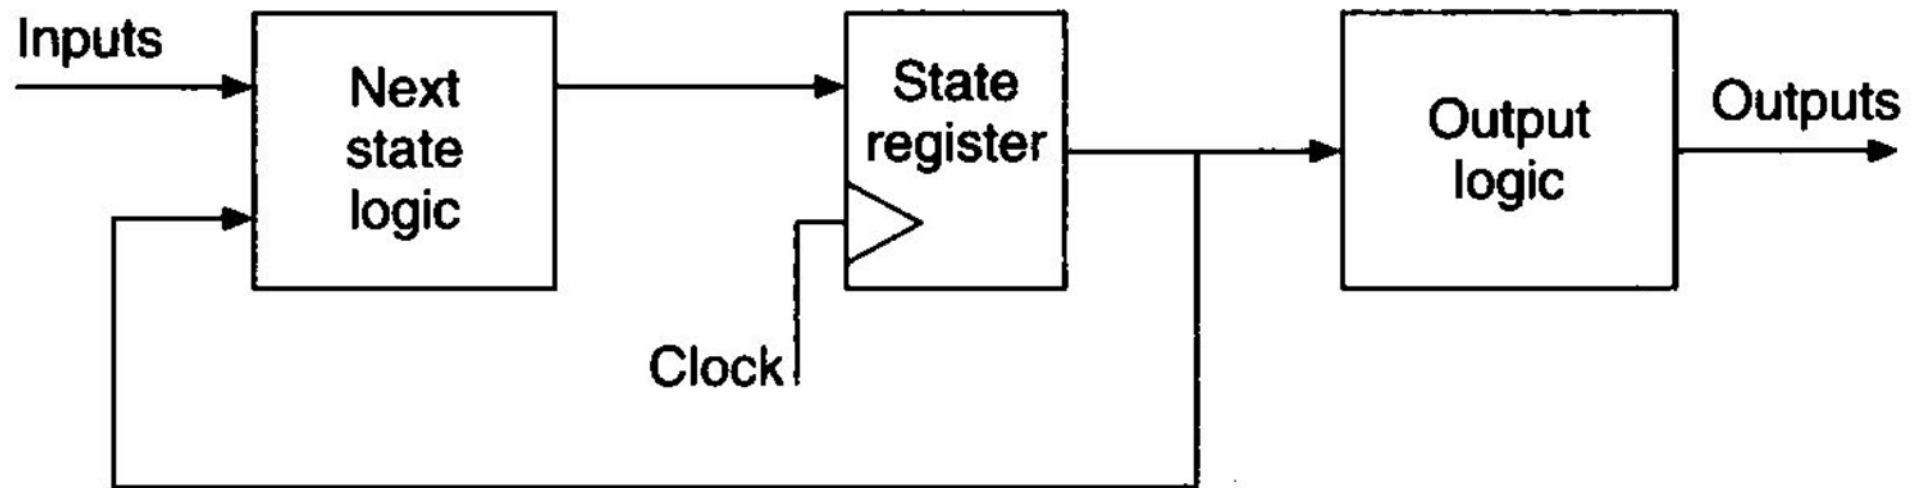 Inputs
Next
state
logic
State
register
Clock
Output
logic
Outputs